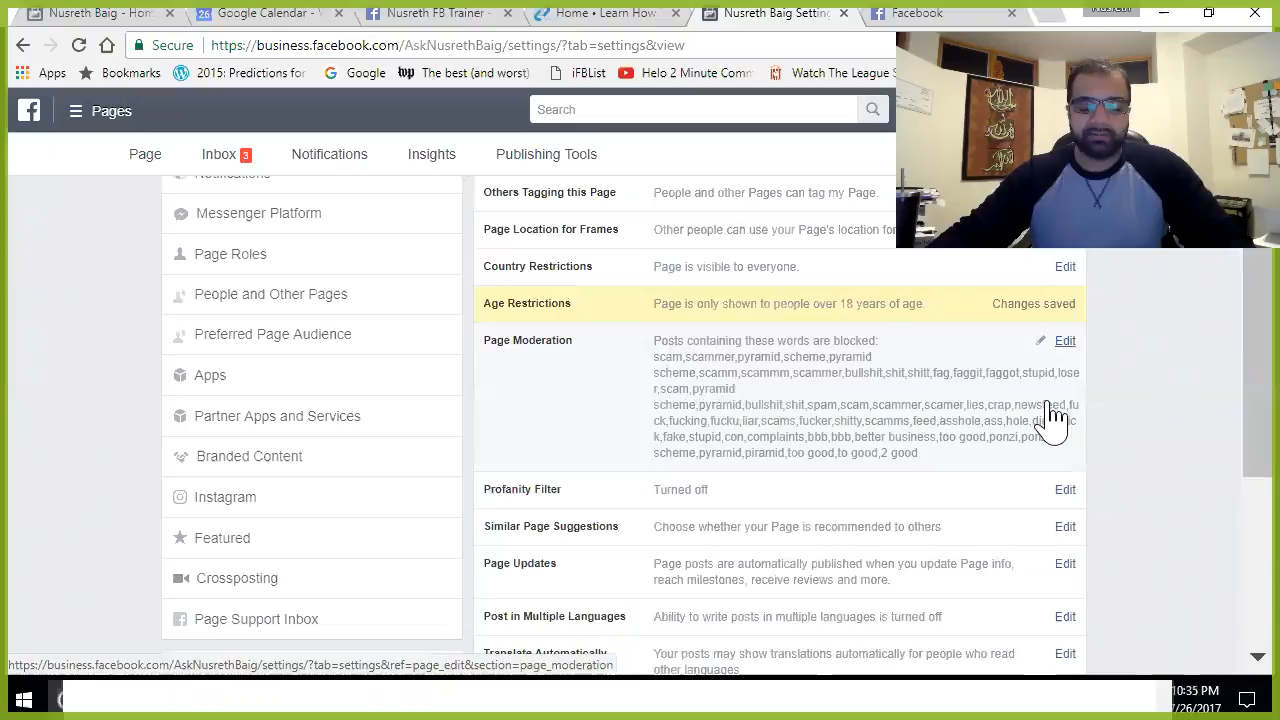 Nusreth Baig - Hom
26
Google Calendar - V
Nusreth FB Trainer -
Home • Learn How
Nusreth Baig Settin
Facebook
Secure
https://business.facebook.com/AskNusrethBaig/settings/?tab=settings&view
Apps
Bookmarks
2015: Predictions for
Google
The best (and worst)
iFBList
Helo 2 Minute Comm
Watch The League S
Pages
Search
Page
Inbox 3
Notifications
Insights
Publishing Tools
Notifications
Messenger Platform
Page Roles
People and Other Pages
Preferred Page Audience
Apps
Partner Apps and Services
Branded Content
Instagram
Featured
Crossposting
Page Support Inbox
Others Tagging this Page
People and other Pages can tag my Page.
Page Location for Frames
Other people can use your Page's location for
Country Restrictions
Page is visible to everyone.
Edit
Age Restrictions
Page is only shown to people over 18 years of age.
Changes saved
Page Moderation
Posts containing these words are blocked:
Edit
scam,scammer,pyramid,scheme,pyramid
scheme,scamm,scammm,scammer,bullshit,shit,shitt,fag,faggit,faggot,stupid,lose
r,scam,pyramid
scheme,pyramid,bullshit,shit,spam,scam,scammer,scamer,lies,crap,newsfeed,fu
ck,fucking,fucku,liar,scams,fucker,shitty,scamms,feed,asshole,ass,hole,
k,fake,stupid,con,complaints,bbb,bbb,better business,too good,ponzi,
scheme,pyramid,piramid,too good,to good,2 good
Profanity Filter
Turned off
Edit
Similar Page Suggestions
Choose whether your Page is recommended to others
Edit
Page Updates
Page posts are automatically published when you update Page info,
Edit
reach milestones, receive reviews and more.
Post in Multiple Languages
Ability to write posts in multiple languages is turned off
Edit
Translate Automatically
Your posts may show translations automatically for people who read
Edit
other languages
https://business.facebook.com/AskNusrethBaig/settings/?tab=settings&ref=page_edit&section=page_moderation
10:35 PM
7/26/2017